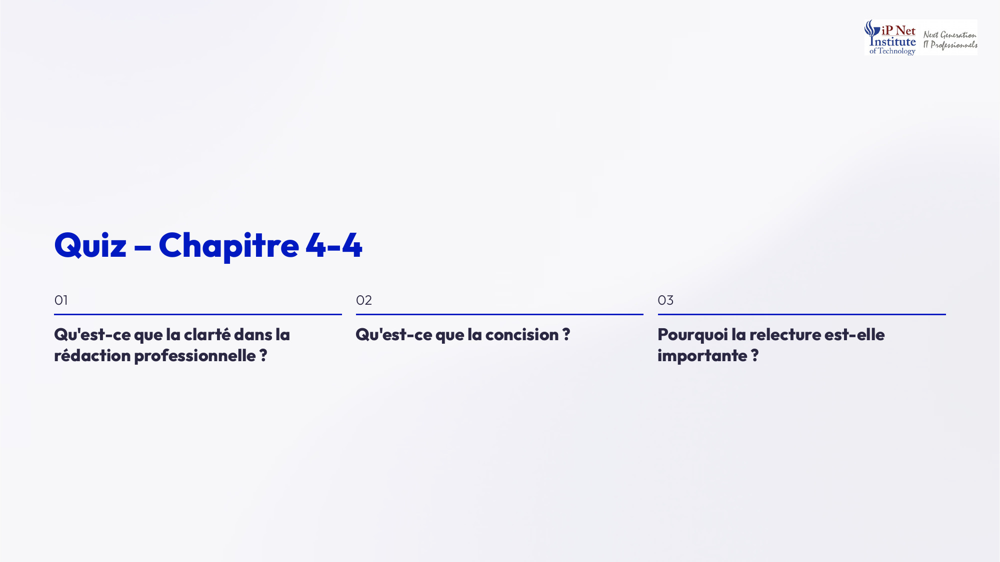 iP Net
Institute
of Technology
Next Generation
IT Professionnels
Quiz – Chapitre 4-4
01
Qu'est-ce que la clarté dans la
rédaction professionnelle ?
02
Qu'est-ce que la concision ?
03
Pourquoi la relecture est-elle
importante ?